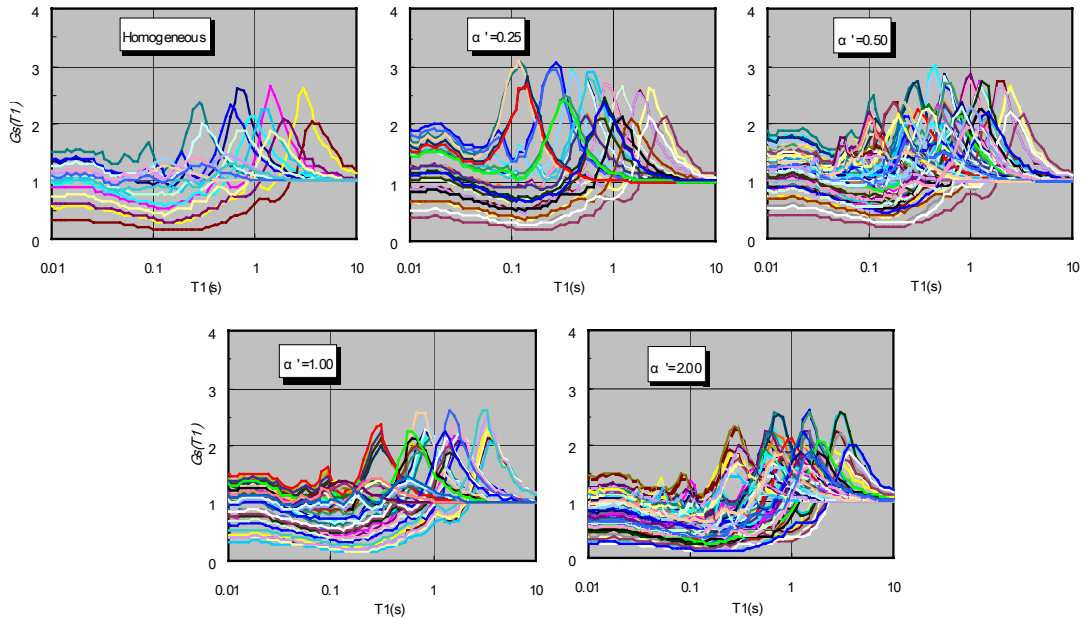 4 4 4
Homogeneous α'=0.25 α'=0.50
3 3 3
Gs(T1)
2 2 2
1 1 1
0 0 0
0.01 0.1 1 10 0.01 0.1 1 10 0.01 0.1 1 10
T1(s) T1(s) T1(s)
4 4
α'=1.00 α'=2.00
3 3
Gs(T1)
2 2
1 1
0 0
0.01 0.1 1 10 0.01 0.1 1 10
T1(s) T1(s)